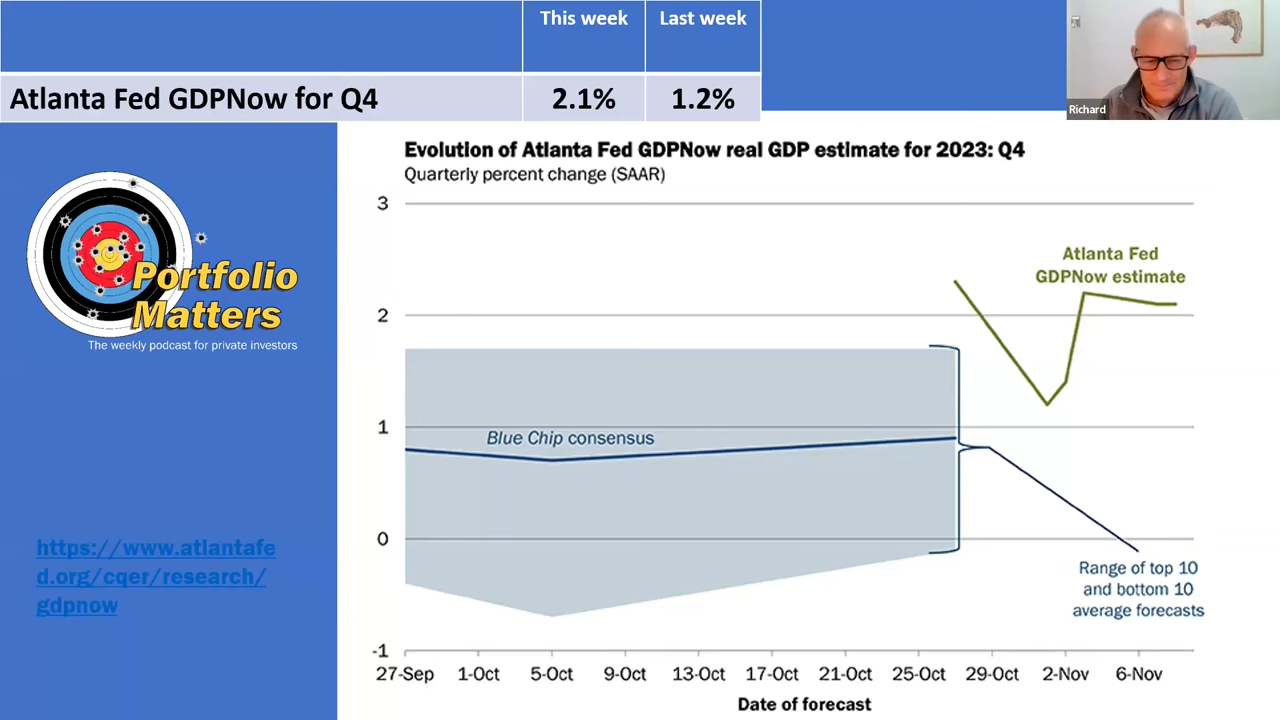 This week Last week
Atlanta Fed GDPNow for Q4 2.1% 1.2%
Richard
Portfolio
Matters
The weekly podcast for private investors
https://www.atlantafe
d.org/cqer/research/
gdpnow
Evolution of Atlanta Fed GDPNow real GDP estimate for 2023: Q4
Quarterly percent change (SAAR)
3
2
1
0
-1
Atlanta Fed
GDPNow estimate
Blue Chip consensus
Range of top 10
and bottom 10
average forecasts
27-Sep 1-Oct 5-Oct 9-Oct 13-Oct 17-Oct 21-Oct 25-Oct 29-Oct 2-Nov 6-Nov
Date of forecast